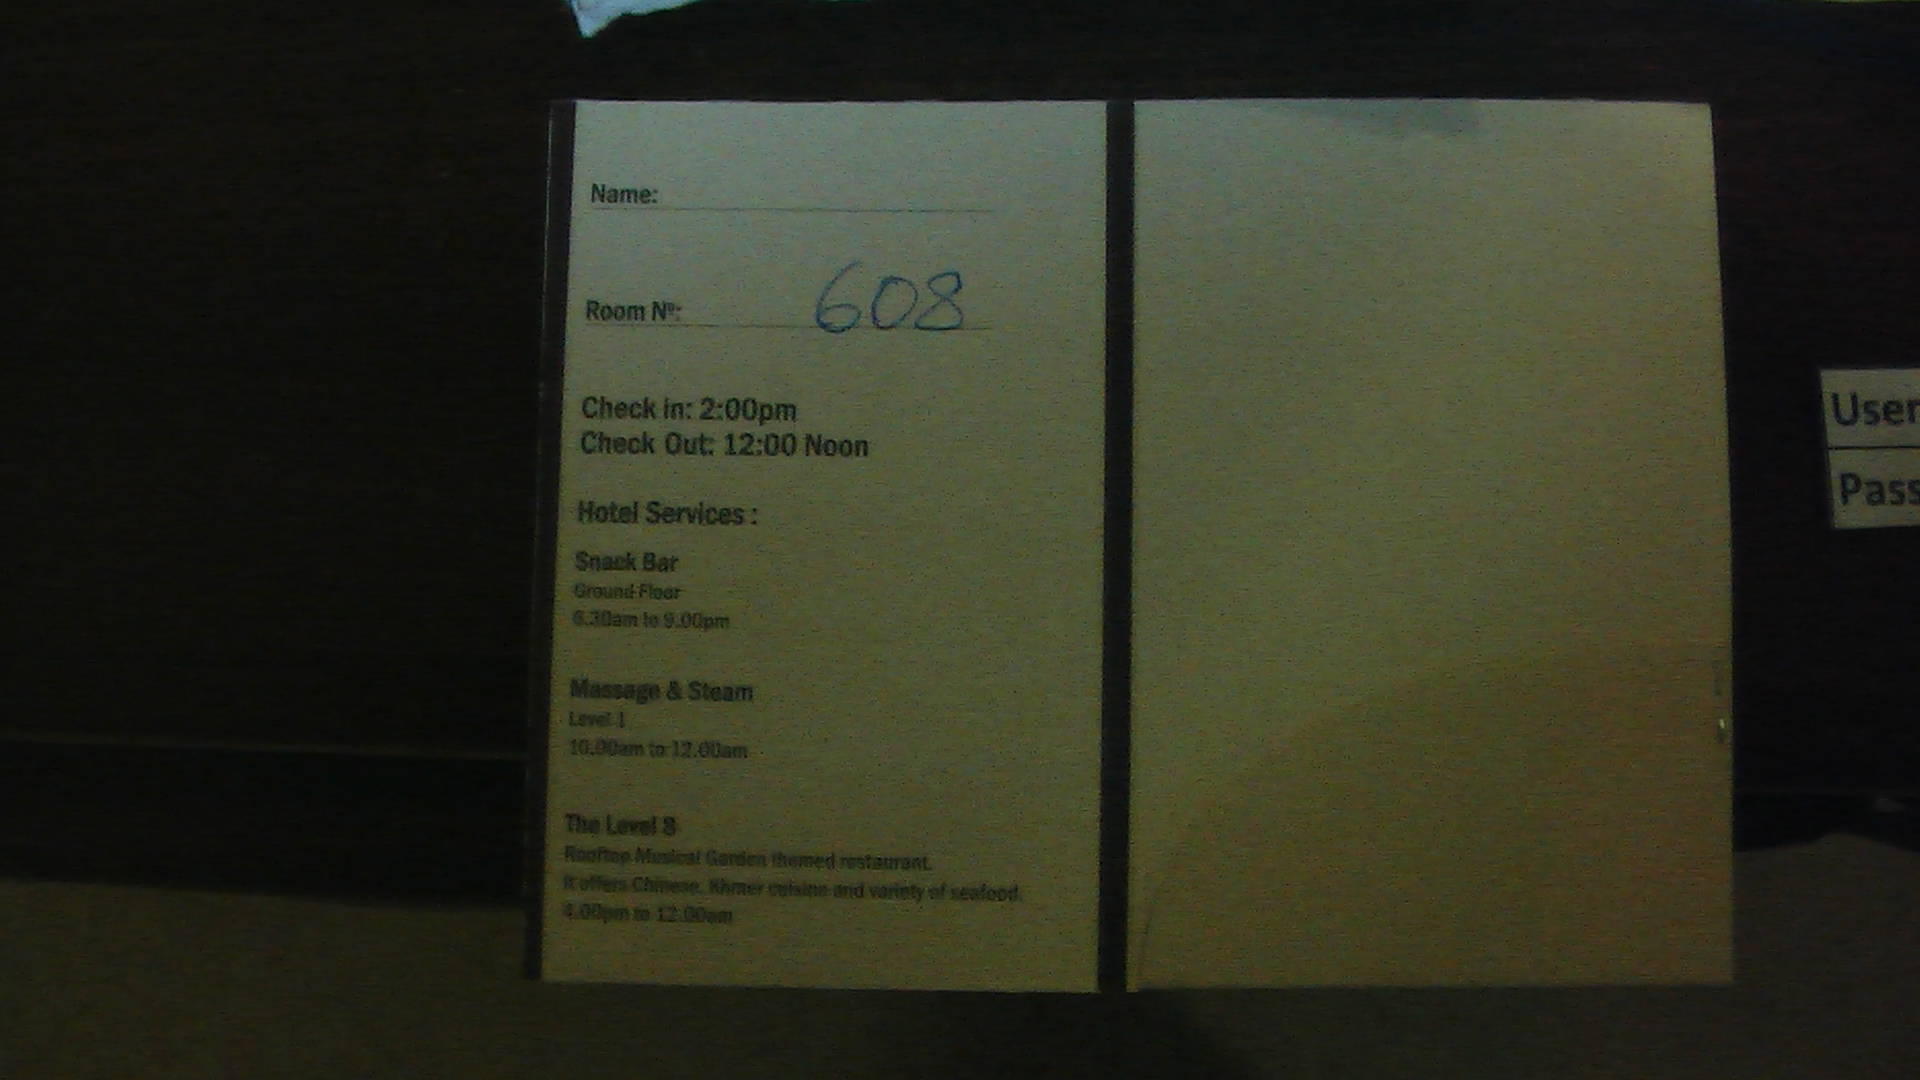 Name:
Room Nº: 608
Check in: 2:00pm
Check Out: 12:00 Noon
Hotel Services :
Snack Bar
Ground Floor
6.30am to 9.00pm
Massage & Steam
Level 1
10.00am to 12.00am
The Level 8
Rooftop Musical Garden themed restaurant.
It offers Chinese, Khmer cuisine and variety of seafood.
4.00pm to 12.00am
User
Pass